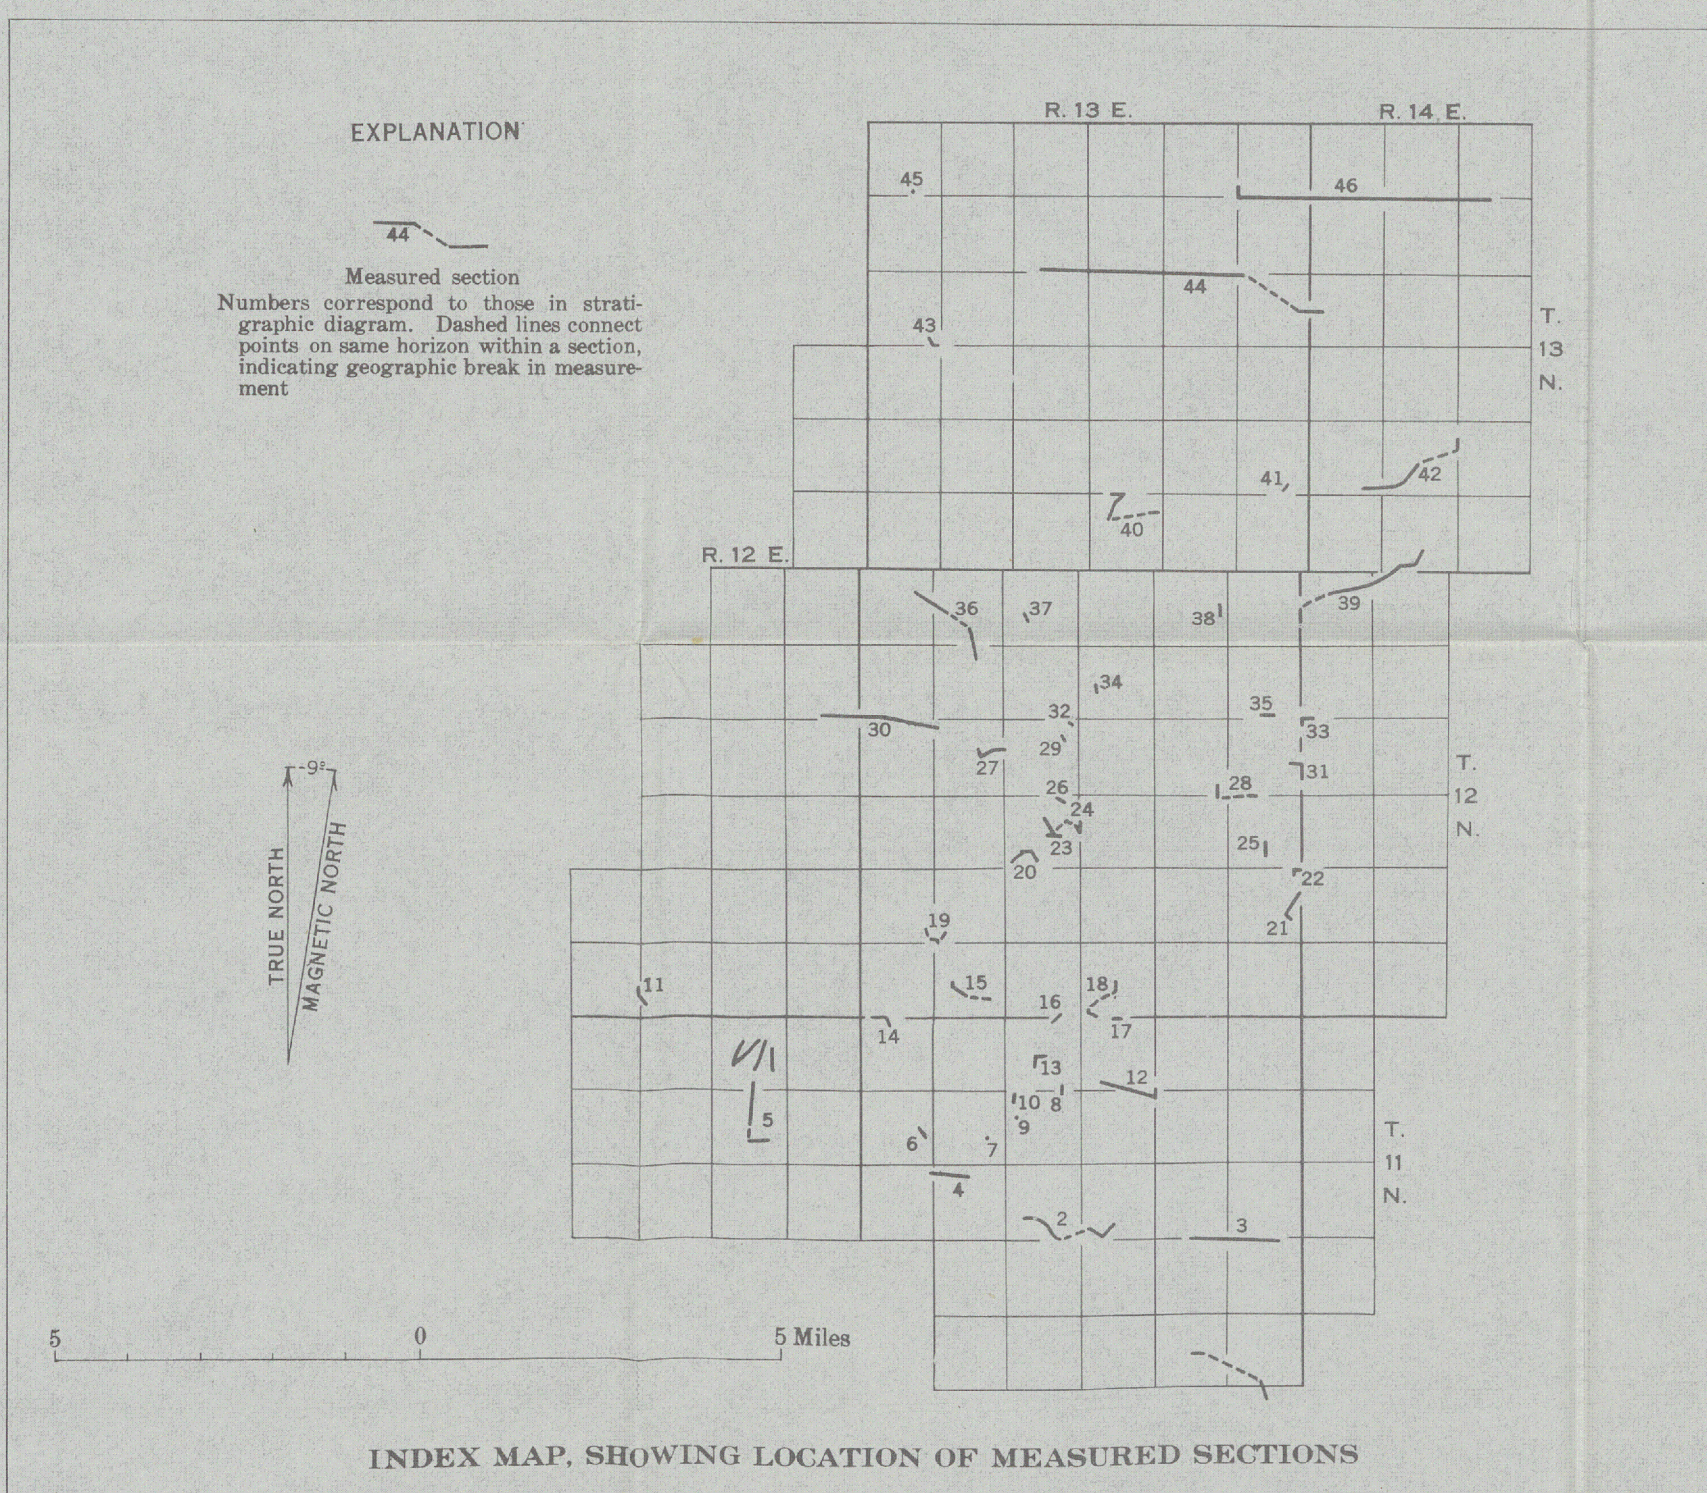 R. 13 E.
R. 14 E.
EXPLANATION
45
46
44
44
Measured section
Numbers correspond to those in strati-
graphic diagram. Dashed lines connect
points on same horizon within a section,
indicating geographic break in measure-
ment
43
T.
13
N.
41
42
40
R. 12 E.
36
37
38
39
34
32
35
30
33
29
27
31
T.
12
N.
26
28
24
23
25
20
22
19
21
11
15
16
18
14
17
13
12
10
8
9
5
6
7
4
T.
11
N.
2
3
9°
TRUE NORTH
MAGNETIC NORTH
5
0
5 Miles
INDEX MAP, SHOWING LOCATION OF MEASURED SECTIONS